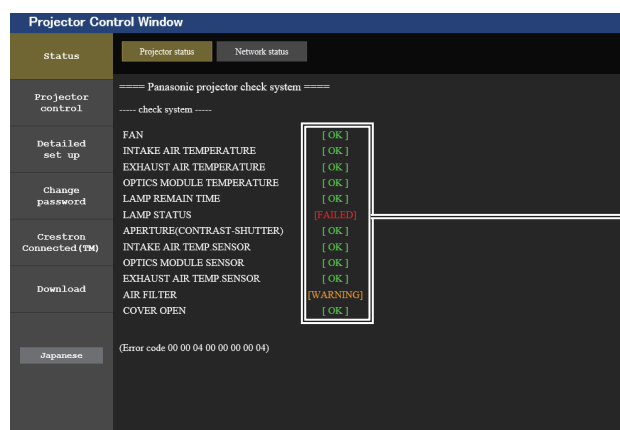 Projector Control Window
Status
Projector status
Network status
Projector
control
Detailed
set up
Change
password
Crestron
Connected(TM)
Download
Japanese
==== Panasonic projector check system ====
----- check system -----
FAN [ OK ]
INTAKE AIR TEMPERATURE [ OK ]
EXHAUST AIR TEMPERATURE [ OK ]
OPTICS MODULE TEMPERATURE [ OK ]
LAMP REMAIN TIME [ OK ]
LAMP STATUS [FAILED]
APERTURE(CONTRAST-SHUTTER) [ OK ]
INTAKE AIR TEMP.SENSOR [ OK ]
OPTICS MODULE SENSOR [ OK ]
EXHAUST AIR TEMP.SENSOR [ OK ]
AIR FILTER [WARNING]
COVER OPEN [ OK ]
(Error code 00 00 04 00 00 00 00 04)